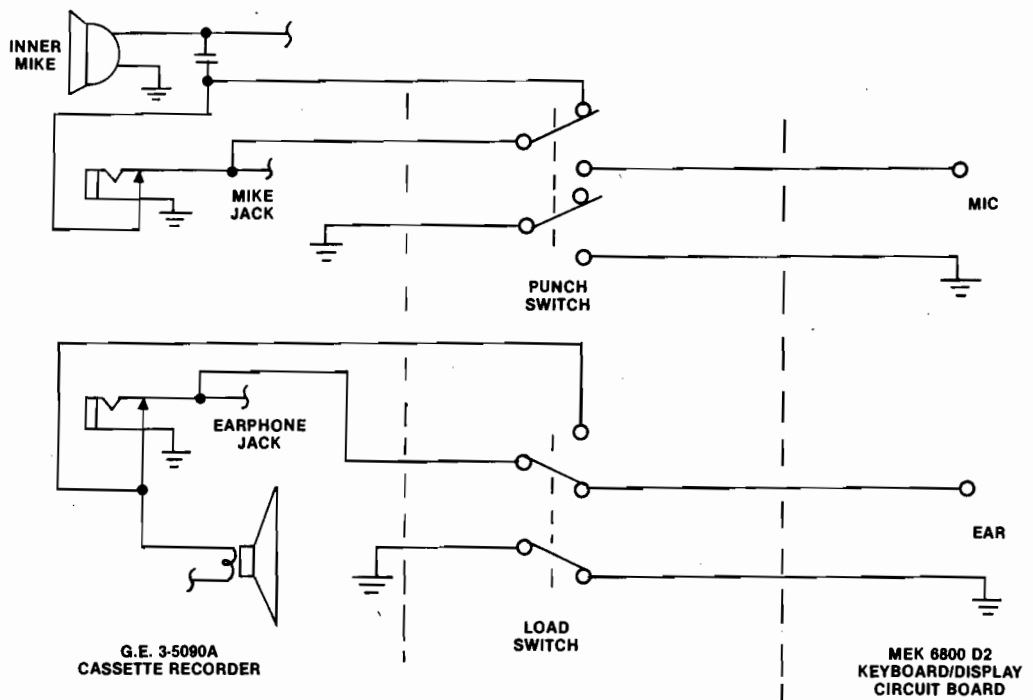 INNER
MIKE
MIKE
JACK
MIC
PUNCH
SWITCH
EARPHONE
JACK
EAR
LOAD
SWITCH
G.E. 3-5090A
CASSETTE RECORDER
MEK 6800 D2
KEYBOARD/DISPLAY
CIRCUIT BOARD